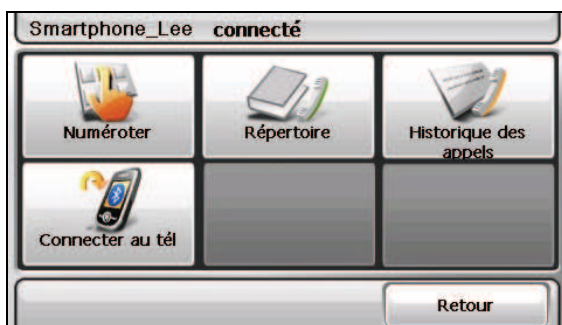 Smartphone_Lee connecté
Numéroter
Répertoire
Historique des
appels
Connecter au tél
Retour